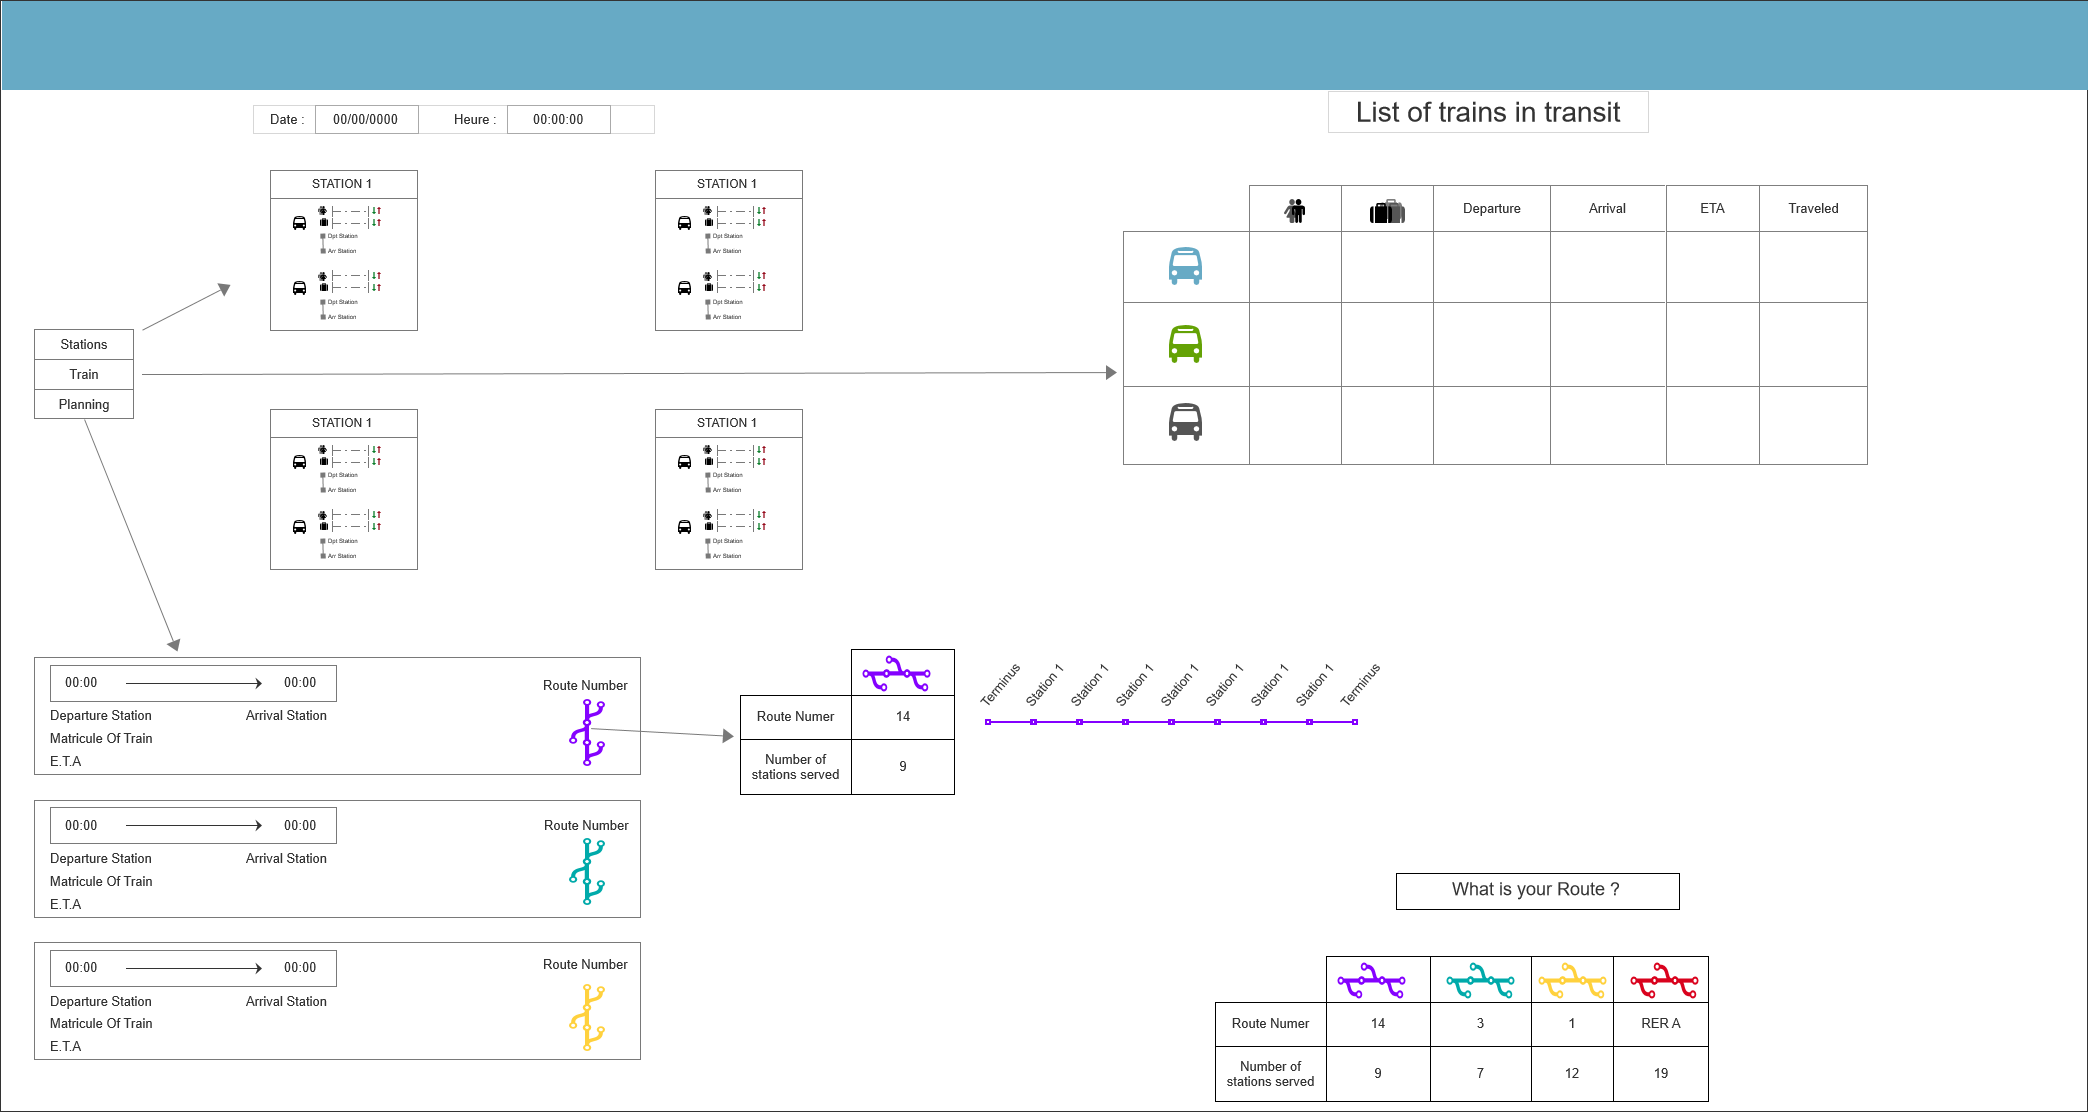 Date : 00/00/0000 Heure : 00:00:00
List of trains in transit
STATION 1
Dpt Station
Arr Station
Dpt Station
Arr Station
STATION 1
Dpt Station
Arr Station
Dpt Station
Arr Station
Departure Arrival ETA Traveled
Stations
Train
Planning
STATION 1
Dpt Station
Arr Station
Dpt Station
Arr Station
STATION 1
Dpt Station
Arr Station
Dpt Station
Arr Station
00:00 00:00
Departure Station Arrival Station
Matricule Of Train
E.T.A
Route Number
Route Numer 14
Number of
stations served 9
Terminus
Station 1
Station 1
Station 1
Station 1
Station 1
Station 1
Station 1
Terminus
00:00 00:00
Departure Station Arrival Station
Matricule Of Train
E.T.A
Route Number
00:00 00:00
Departure Station Arrival Station
Matricule Of Train
E.T.A
Route Number
What is your Route ?
Route Numer 14 3 1 RER A
Number of
stations served 9 7 12 19